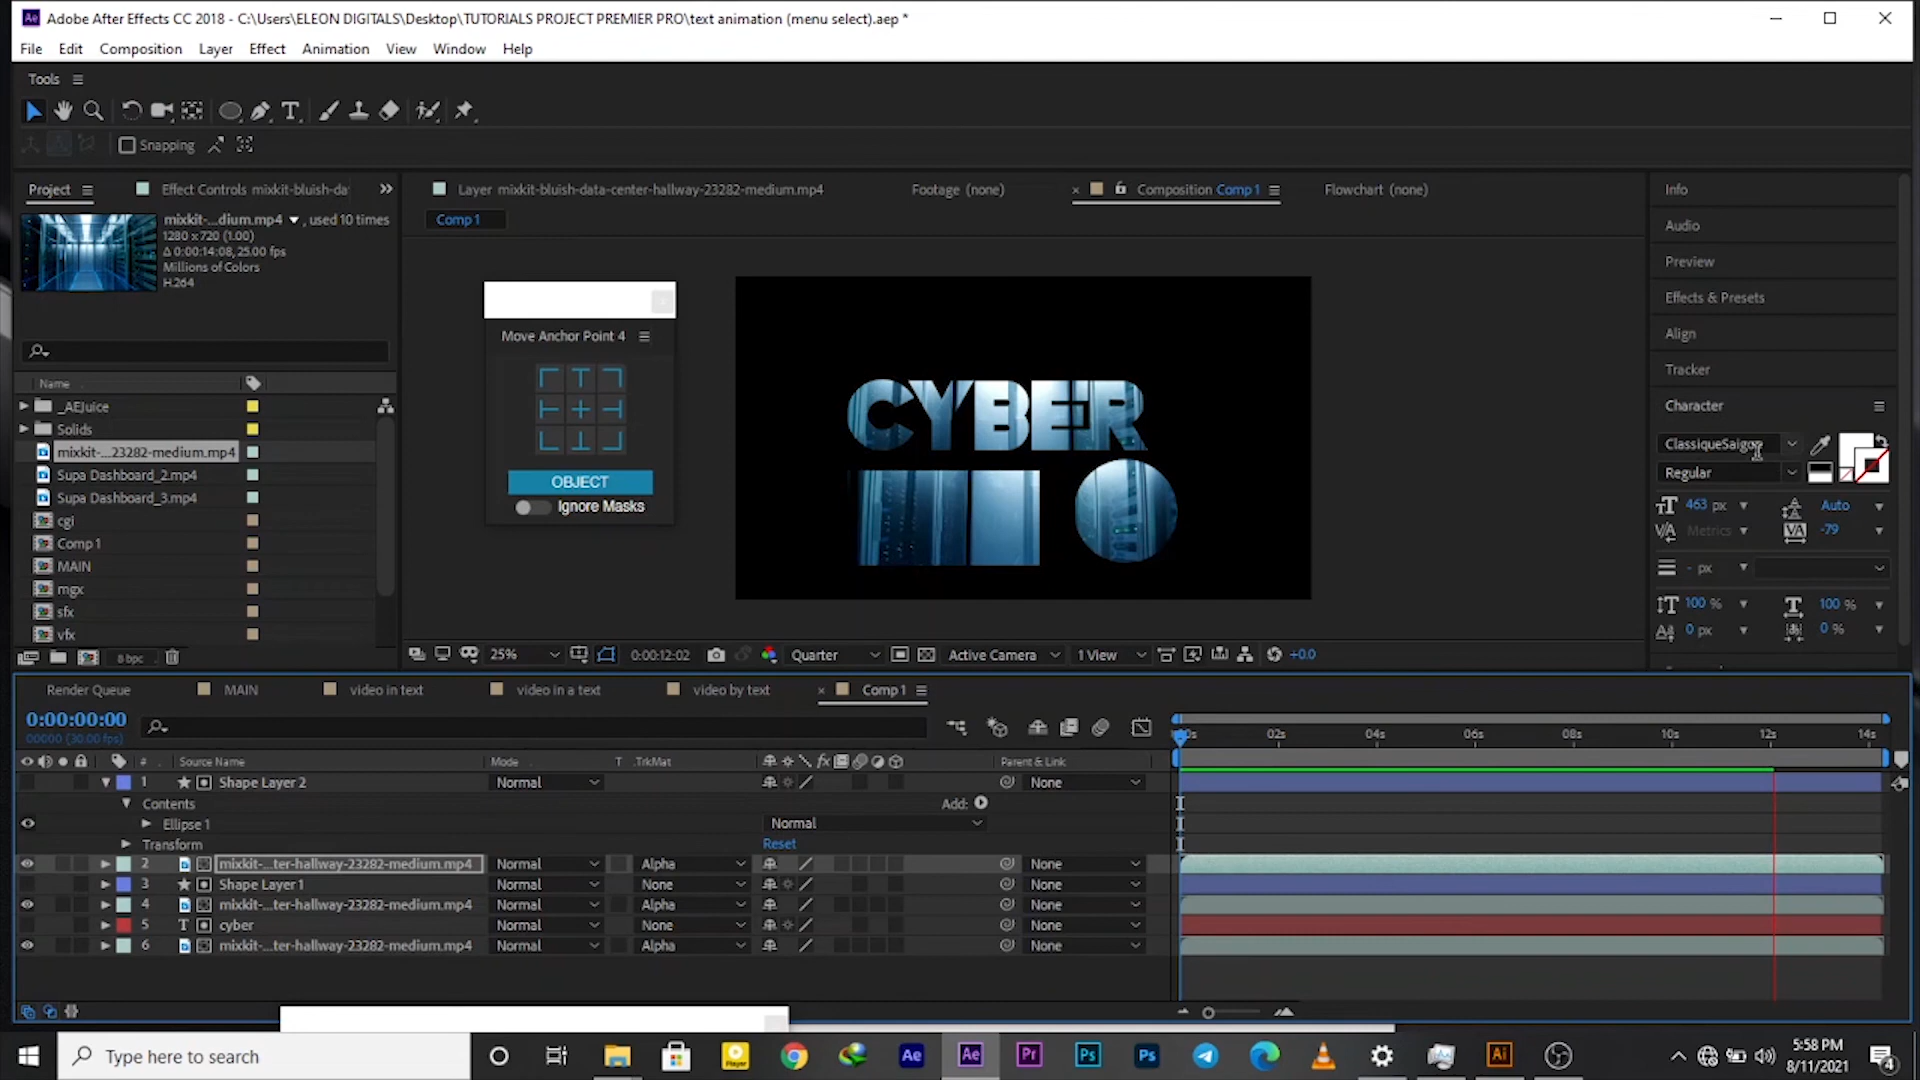 Adobe After Effects CC 2018 - C:\Users\ELEON DIGITALS\Desktop\TUTORIALS PROJECT PREMIER PRO\text animation (menu select).aep *
File Edit Composition Layer Effect Animation View Window Help
Tools
Snapping
Project
Effect Controls mixkit-bluish-da
Layer mixkit-bluish-data-center-hallway-23282-medium.mp4
Footage (none)
Composition Comp 1
Flowchart (none)
Comp 1
mixkit-...dium.mp4 , used 10 times
1280 x 720 (1.00)
Δ 0:00:14:08, 25.00 fps
Millions of Colors
H.264
Name
_AEJuice
Solids
mixkit-...23282-medium.mp4
Supa Dashboard_2.mp4
Supa Dashboard_3.mp4
cgi
Comp 1
MAIN
mgx
sfx
vfx
8 bpc
Move Anchor Point 4
OBJECT
Ignore Masks
CYBER
25%
0:00:12:02
Quarter
Active Camera
1 View
+0.0
Info
Audio
Preview
Effects & Presets
Align
Tracker
Character
ClassiqueSaigon
Regular
463 px
Auto
Metrics
-79
- px
100 %
100 %
0 px
0 %
Render Queue
MAIN
video in text
video in a text
video by text
Comp 1
0:00:00:00
00000 (30.00 fps)
# Source Name Mode T .TrkMat Parent & Link
02s 04s 06s 08s 10s 12s 14s
1 Shape Layer 2 Normal None
Contents Add:
Ellipse 1 Normal
Transform Reset
2 mixkit-...ter-hallway-23282-medium.mp4 Normal Alpha None
3 Shape Layer 1 Normal None None
4 mixkit-...ter-hallway-23282-medium.mp4 Normal Alpha None
5 cyber Normal None None
6 mixkit-...ter-hallway-23282-medium.mp4 Normal Alpha None
Type here to search
5:58 PM
8/11/2021